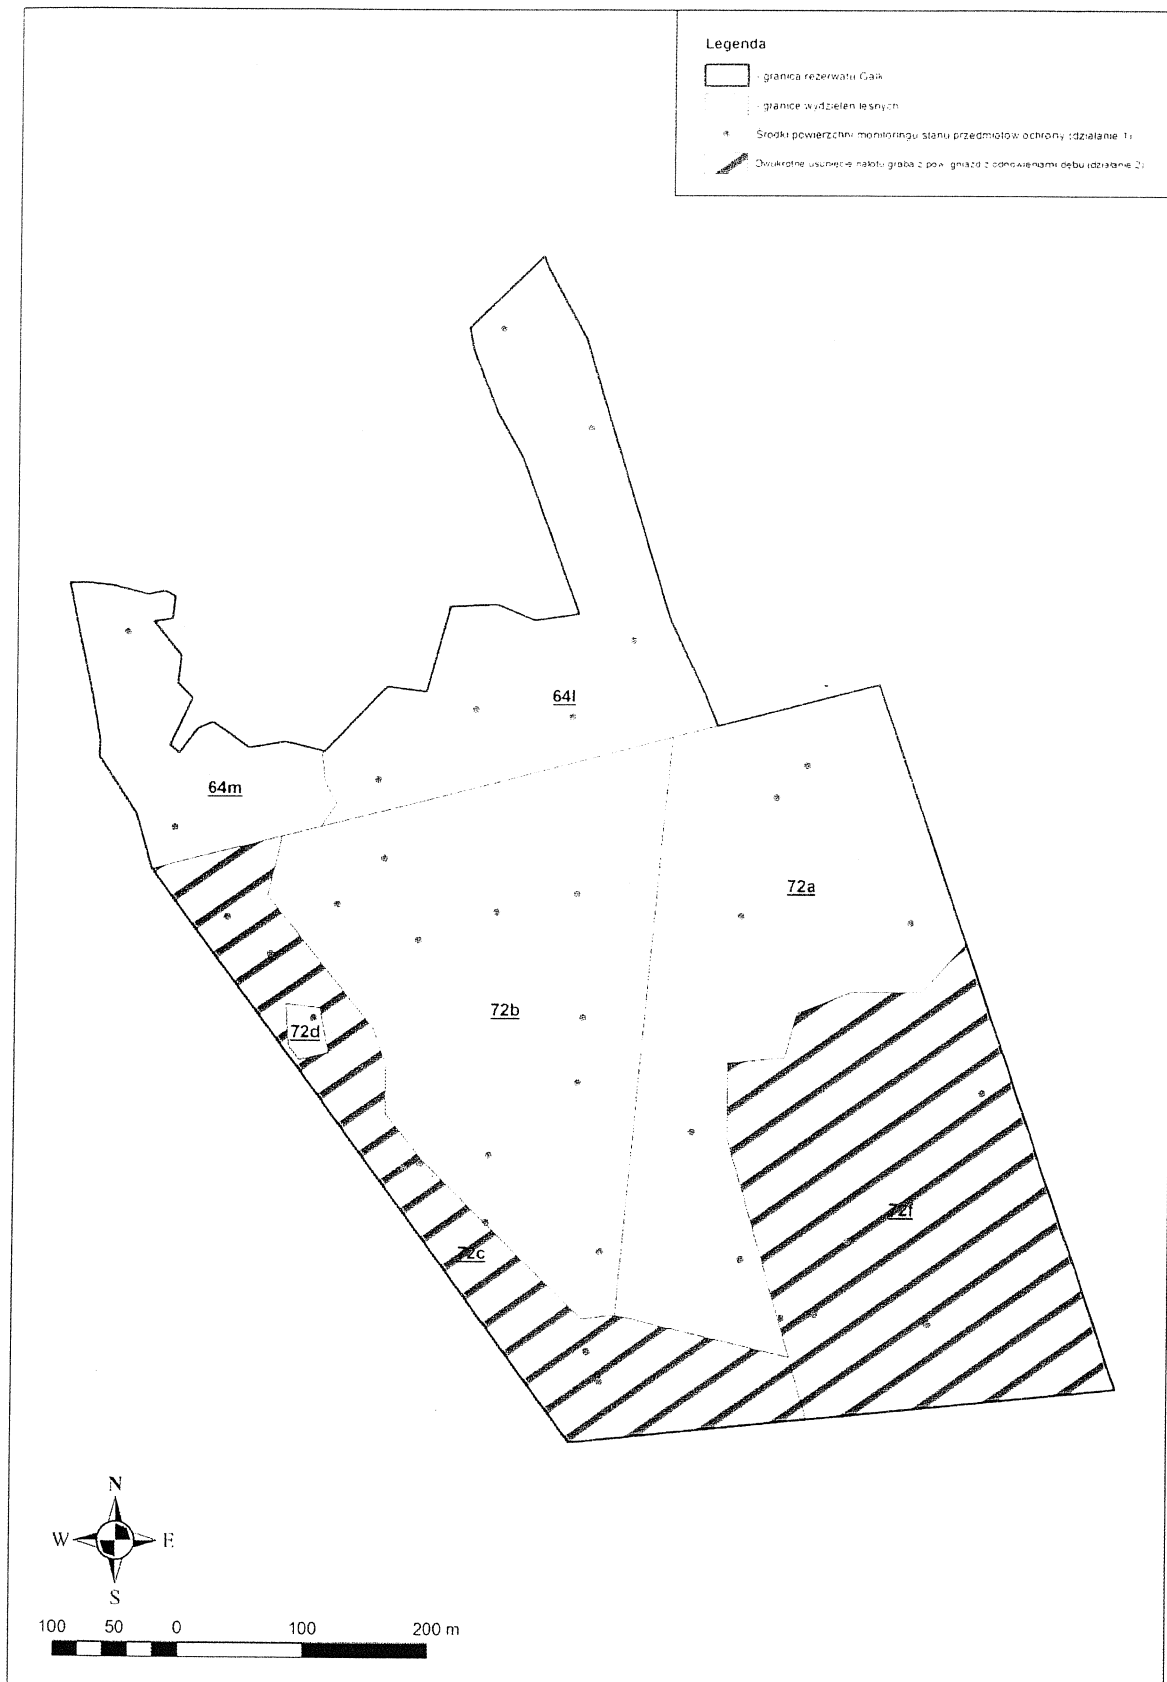 Legenda
- granica rezerwatu Gaik
- granice wydzieleń leśnych
Środki powierzchni monitoringu stanu przedmiotów ochrony (działanie 1)
Dwukrotne usunięcie nalotu graba z pow. gniazd z odnowieniami dębu (działanie 2)
64l
64m
72a
72b
72d
72f
72c
N
W E
S
100 50 0 100 200 m